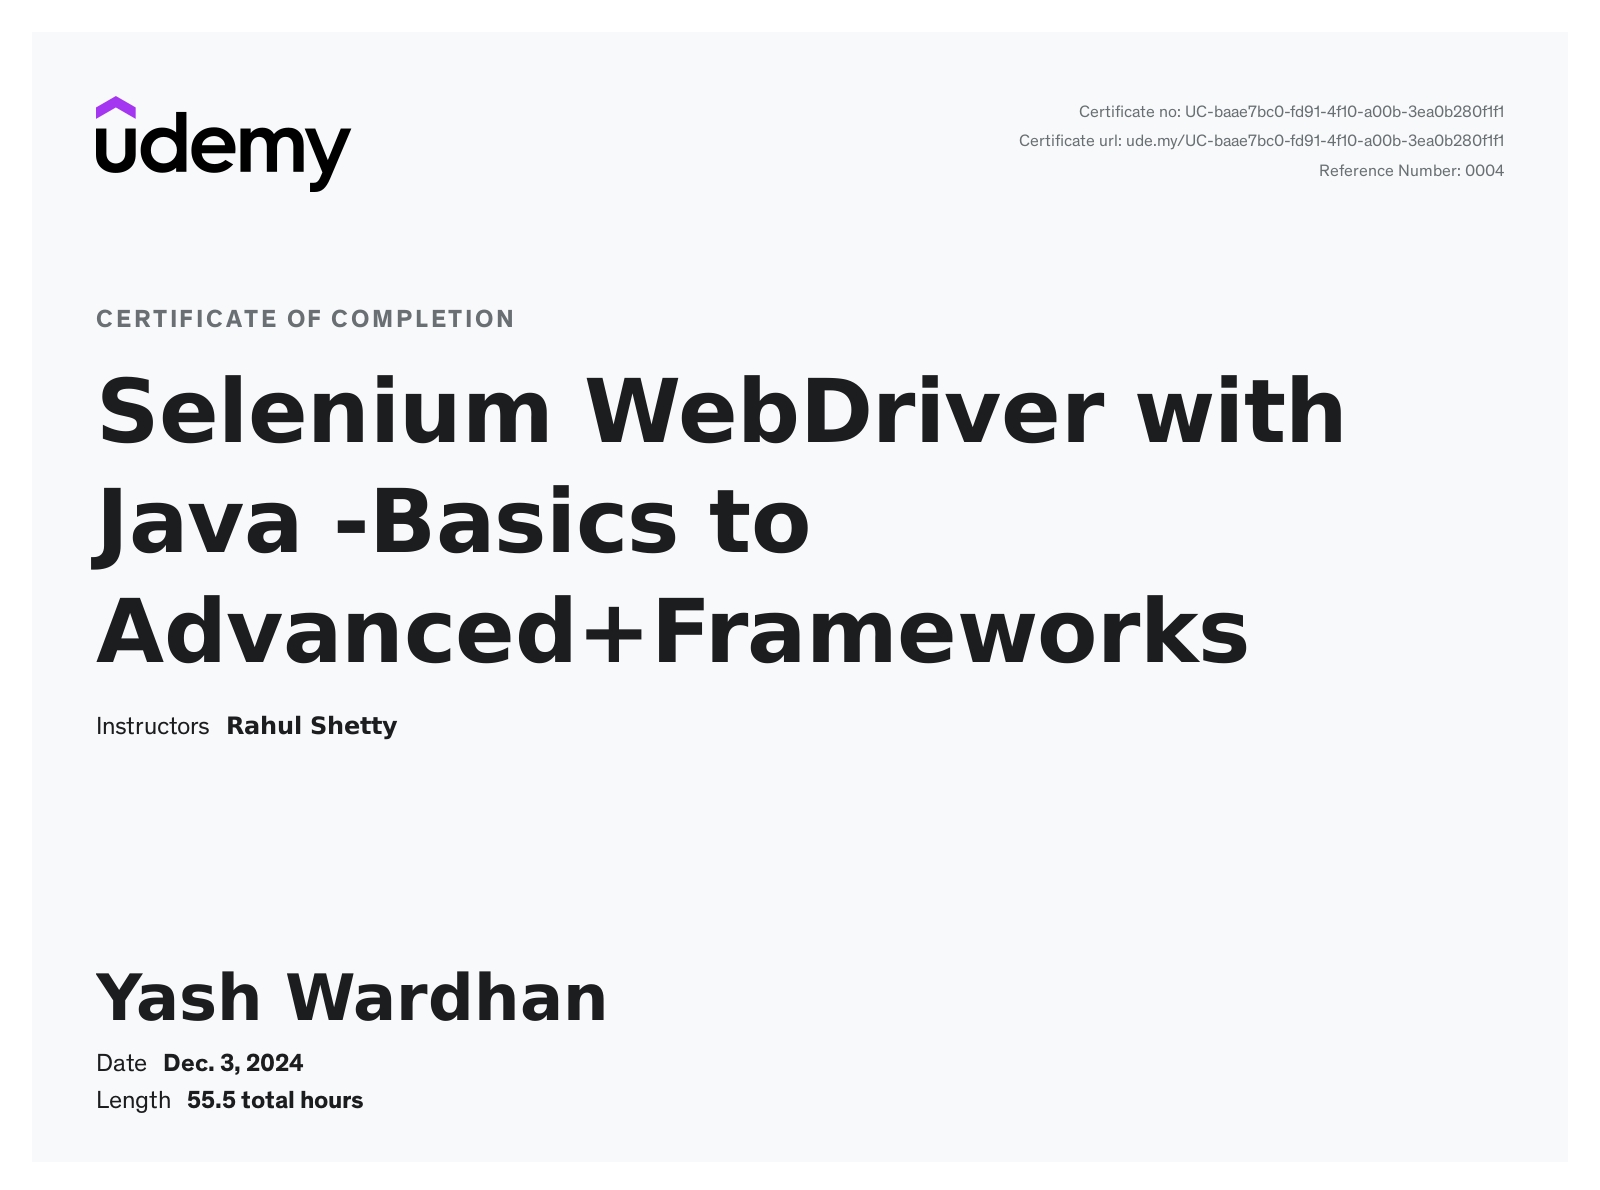 udemy
Certificate no: UC-baae7bc0-fd91-4f10-a00b-3ea0b280f1f1
Certificate url: ude.my/UC-baae7bc0-fd91-4f10-a00b-3ea0b280f1f1
Reference Number: 0004
CERTIFICATE OF COMPLETION
Selenium WebDriver with
Java -Basics to
Advanced+Frameworks
Instructors Rahul Shetty
Yash Wardhan
Date Dec. 3, 2024
Length 55.5 total hours